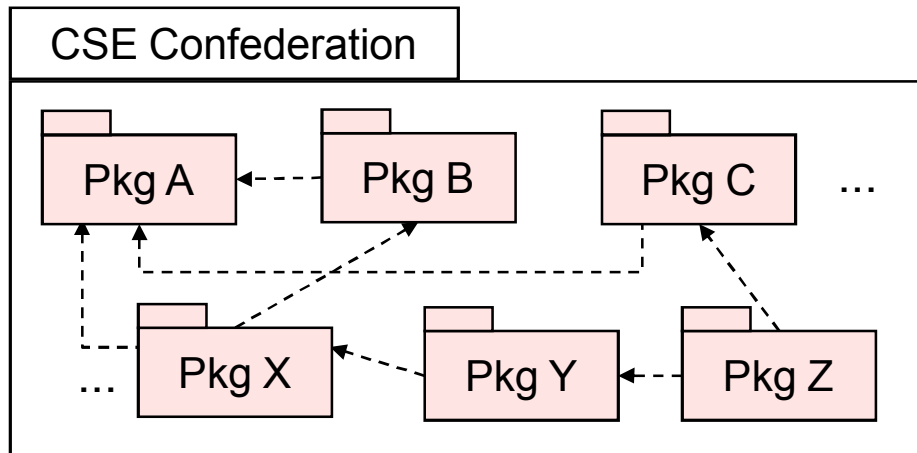 CSE Confederation
Pkg A
Pkg B
Pkg C
...
...
Pkg X
Pkg Y
Pkg Z